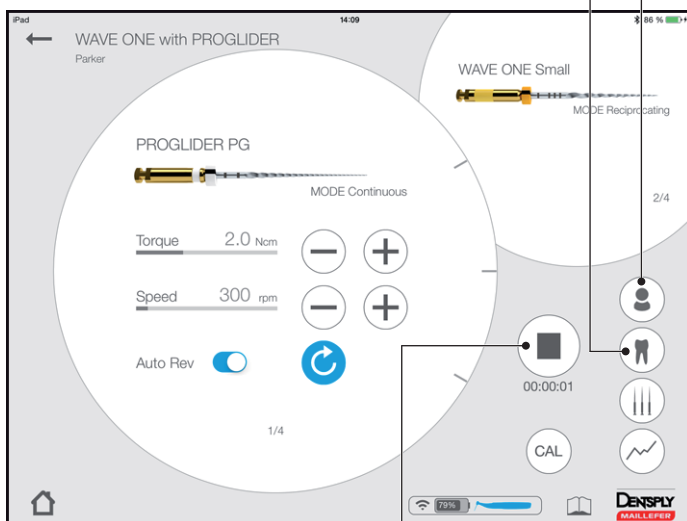 iPad
14:09
86 %
WAVE ONE with PROGLIDER
Parker
WAVE ONE Small
MODE Reciprocating
2/4
PROGLIDER PG
MODE Continuous
Torque 2.0 Ncm
Speed 300 rpm
Auto Rev
1/4
00:00:01
CAL
79%
DENTSPLY
MAILLEFER